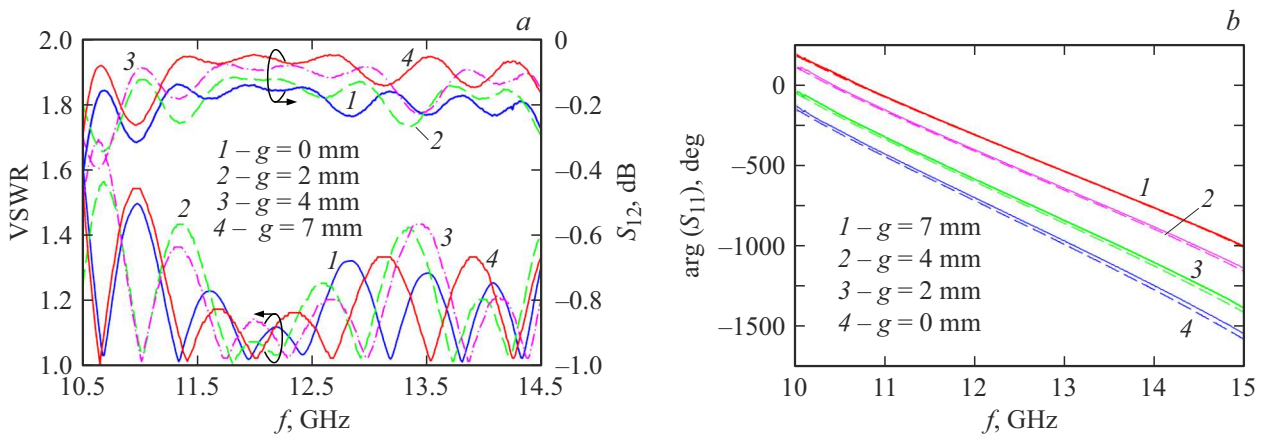 a
2.0
1.8
1.6
1.4
1.2
1.0
VSWR
0
–0.2
–0.4
–0.6
–0.8
–1.0
S12, dB
10.5
11.5
12.5
13.5
14.5
f, GHz
3
4
1
2
1 – g = 0 mm
2 – g = 2 mm
3 – g = 4 mm
4 – g = 7 mm
2
1
3
4
b
0
–500
–1000
–1500
arg (S11), deg
10
11
12
13
14
15
f, GHz
1
2
3
4
1 – g = 7 mm
2 – g = 4 mm
3 – g = 2 mm
4 – g = 0 mm